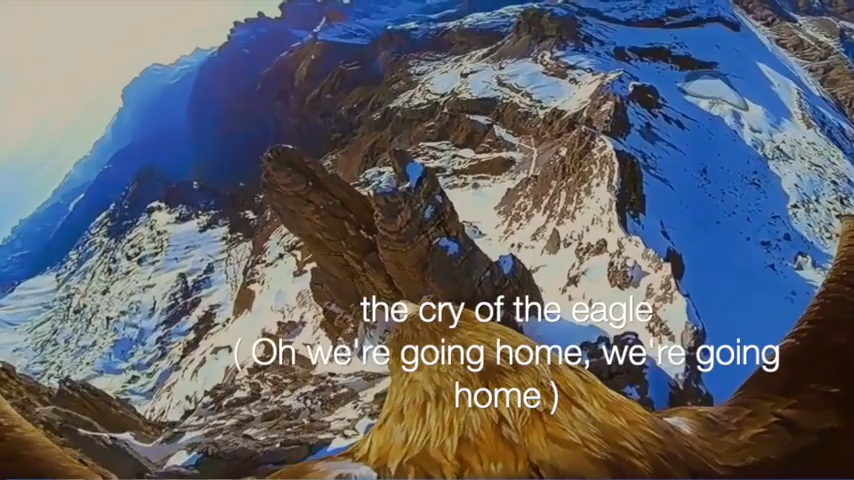 the cry of the eagle
( Oh we're going home, we're going
home )